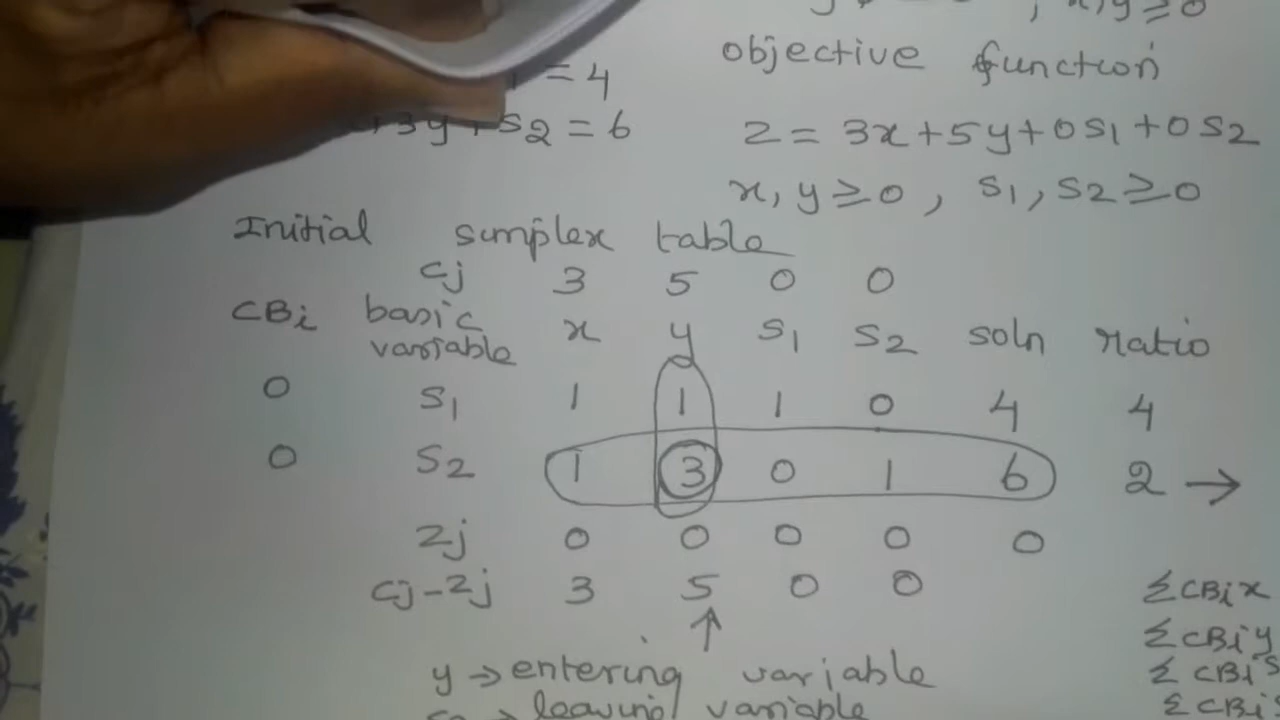 , x, y ≥ 0
objective function
= 4
+ 3y + S2 = 6
Z = 3x + 5y + 0S1 + 0S2
x, y ≥ 0 , S1, S2 ≥ 0
Initial simplex table
Cj 3 5 0 0
CBi basic variable x y S1 S2 soln ratio
0 S1 1 1 1 0 4 4
0 S2 1 3 0 1 6 2 →
Zj 0 0 0 0 0
Cj-Zj 3 5 0 0
↑
ΣCBix
ΣCBiy
ΣCBiS
ΣCBi
y → entering variable
→ leaving variable